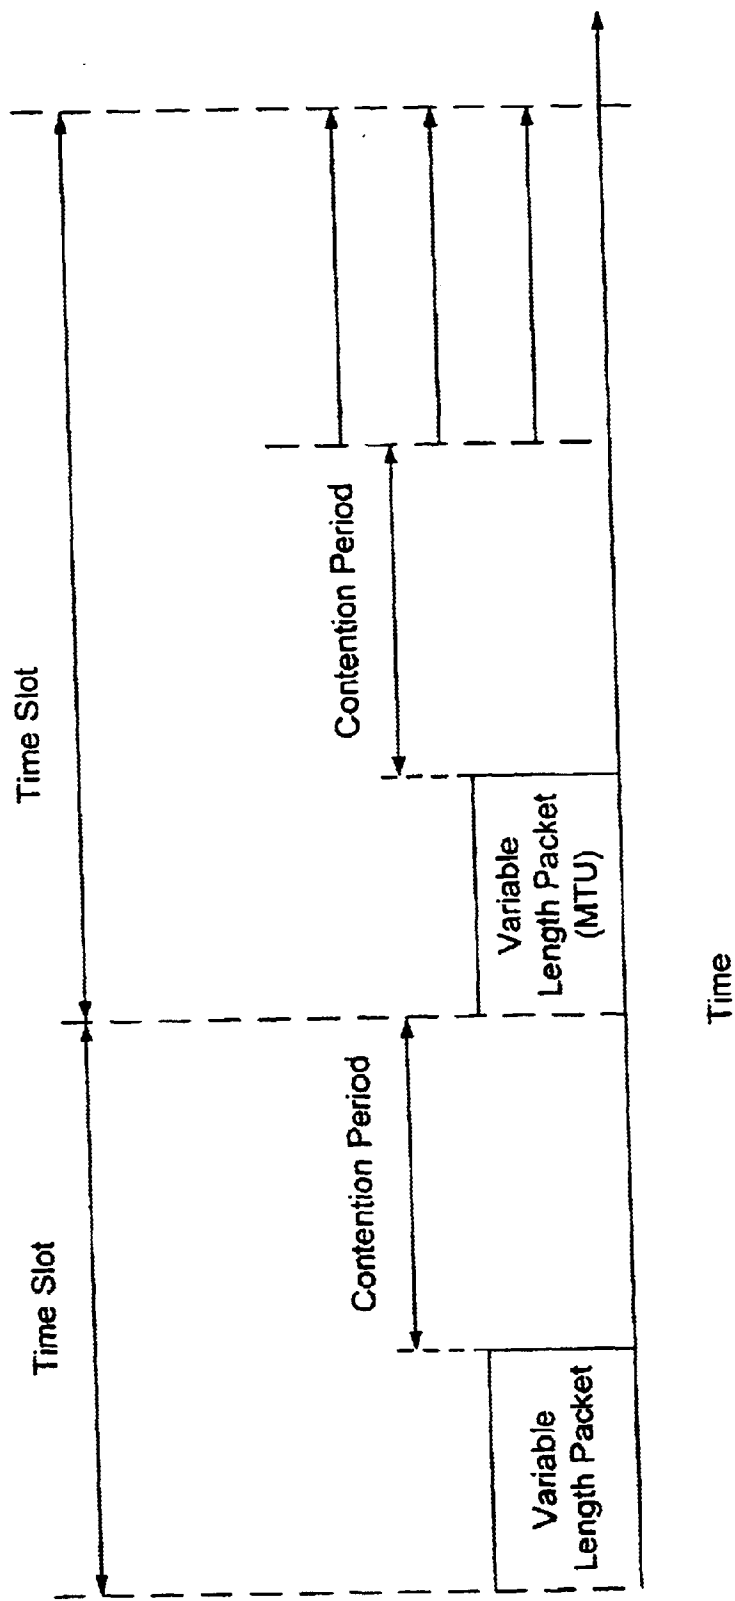 Time Slot
Time Slot
Contention Period
Contention Period
Variable
Length Packet
Variable
Length Packet
(MTU)
Time